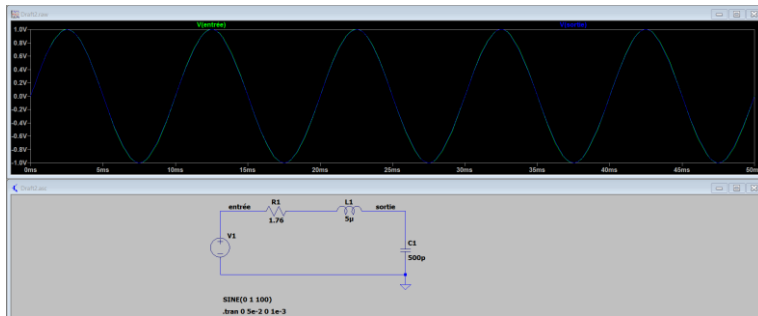 Draft2.raw
V(entrée) V(sortie)
1.0V
0.8V
0.6V
0.4V
0.2V
0.0V
-0.2V
-0.4V
-0.6V
-0.8V
-1.0V
0ms 5ms 10ms 15ms 20ms 25ms 30ms 35ms 40ms 45ms 50ms
Draft2.asc
entrée R1 L1 sortie
1.76 5µ
V1 C1
500p
SINE(0 1 100)
.tran 0 5e-2 0 1e-3